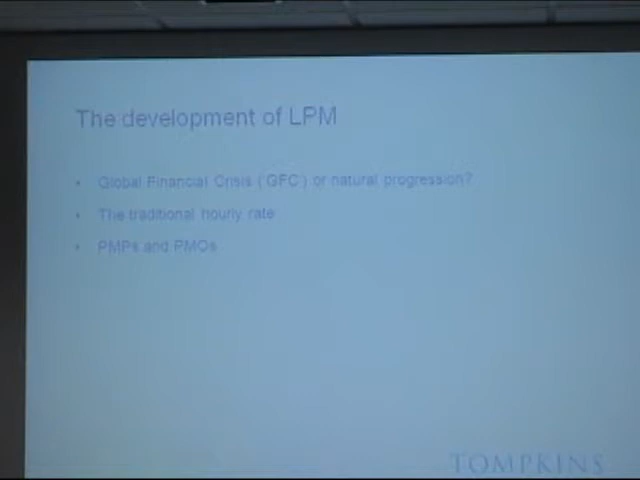 The development of LPM
• Global Financial Crisis ('GFC') or natural progression?
• The traditional hourly rate
• PMPs and PMOs
TOMPKINS